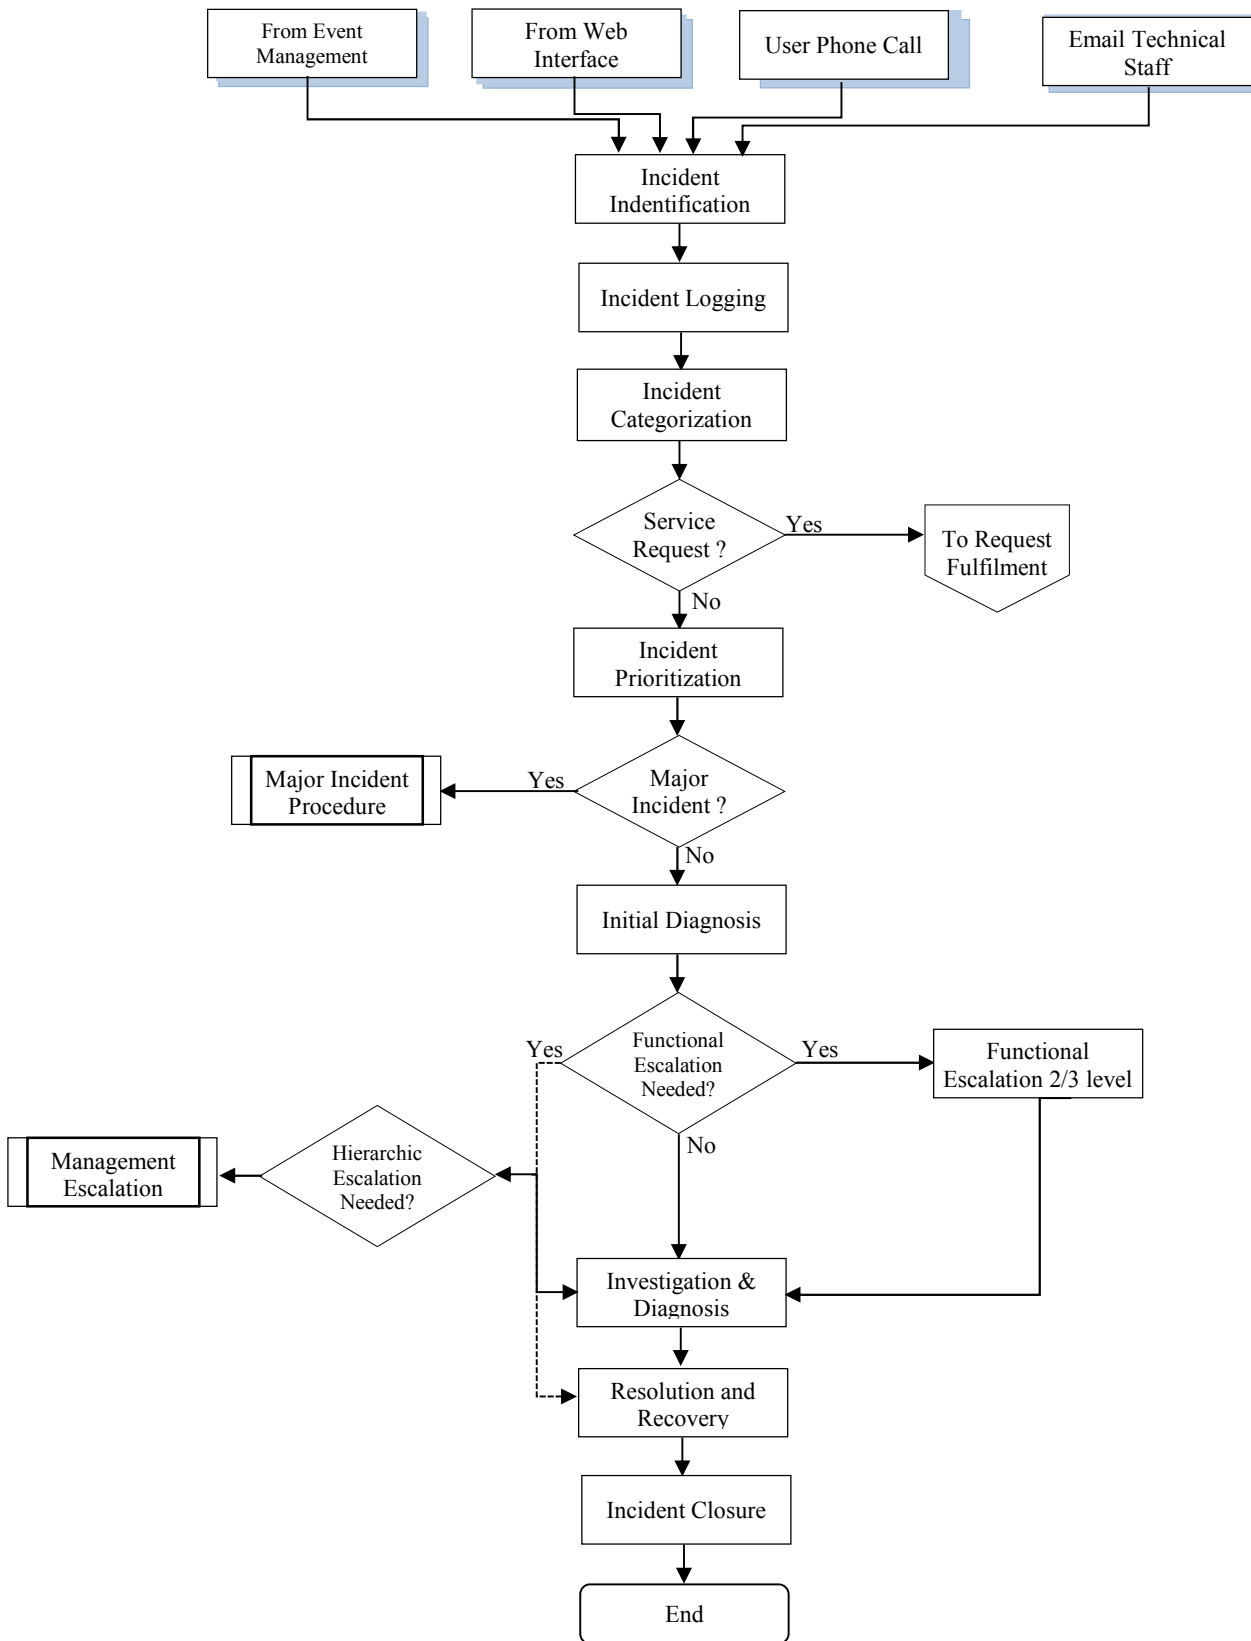 From Event
Management
From Web
Interface
User Phone Call
Email Technical
Staff
Incident
Indentification
Incident Logging
Incident
Categorization
Service
Request ?
Yes
To Request
Fulfilment
No
Incident
Prioritization
Major Incident
Procedure
Yes
Major
Incident ?
No
Initial Diagnosis
Yes
Functional
Escalation
Needed?
Yes
Functional
Escalation 2/3 level
No
Management
Escalation
Hierarchic
Escalation
Needed?
Investigation &
Diagnosis
Resolution and
Recovery
Incident Closure
End